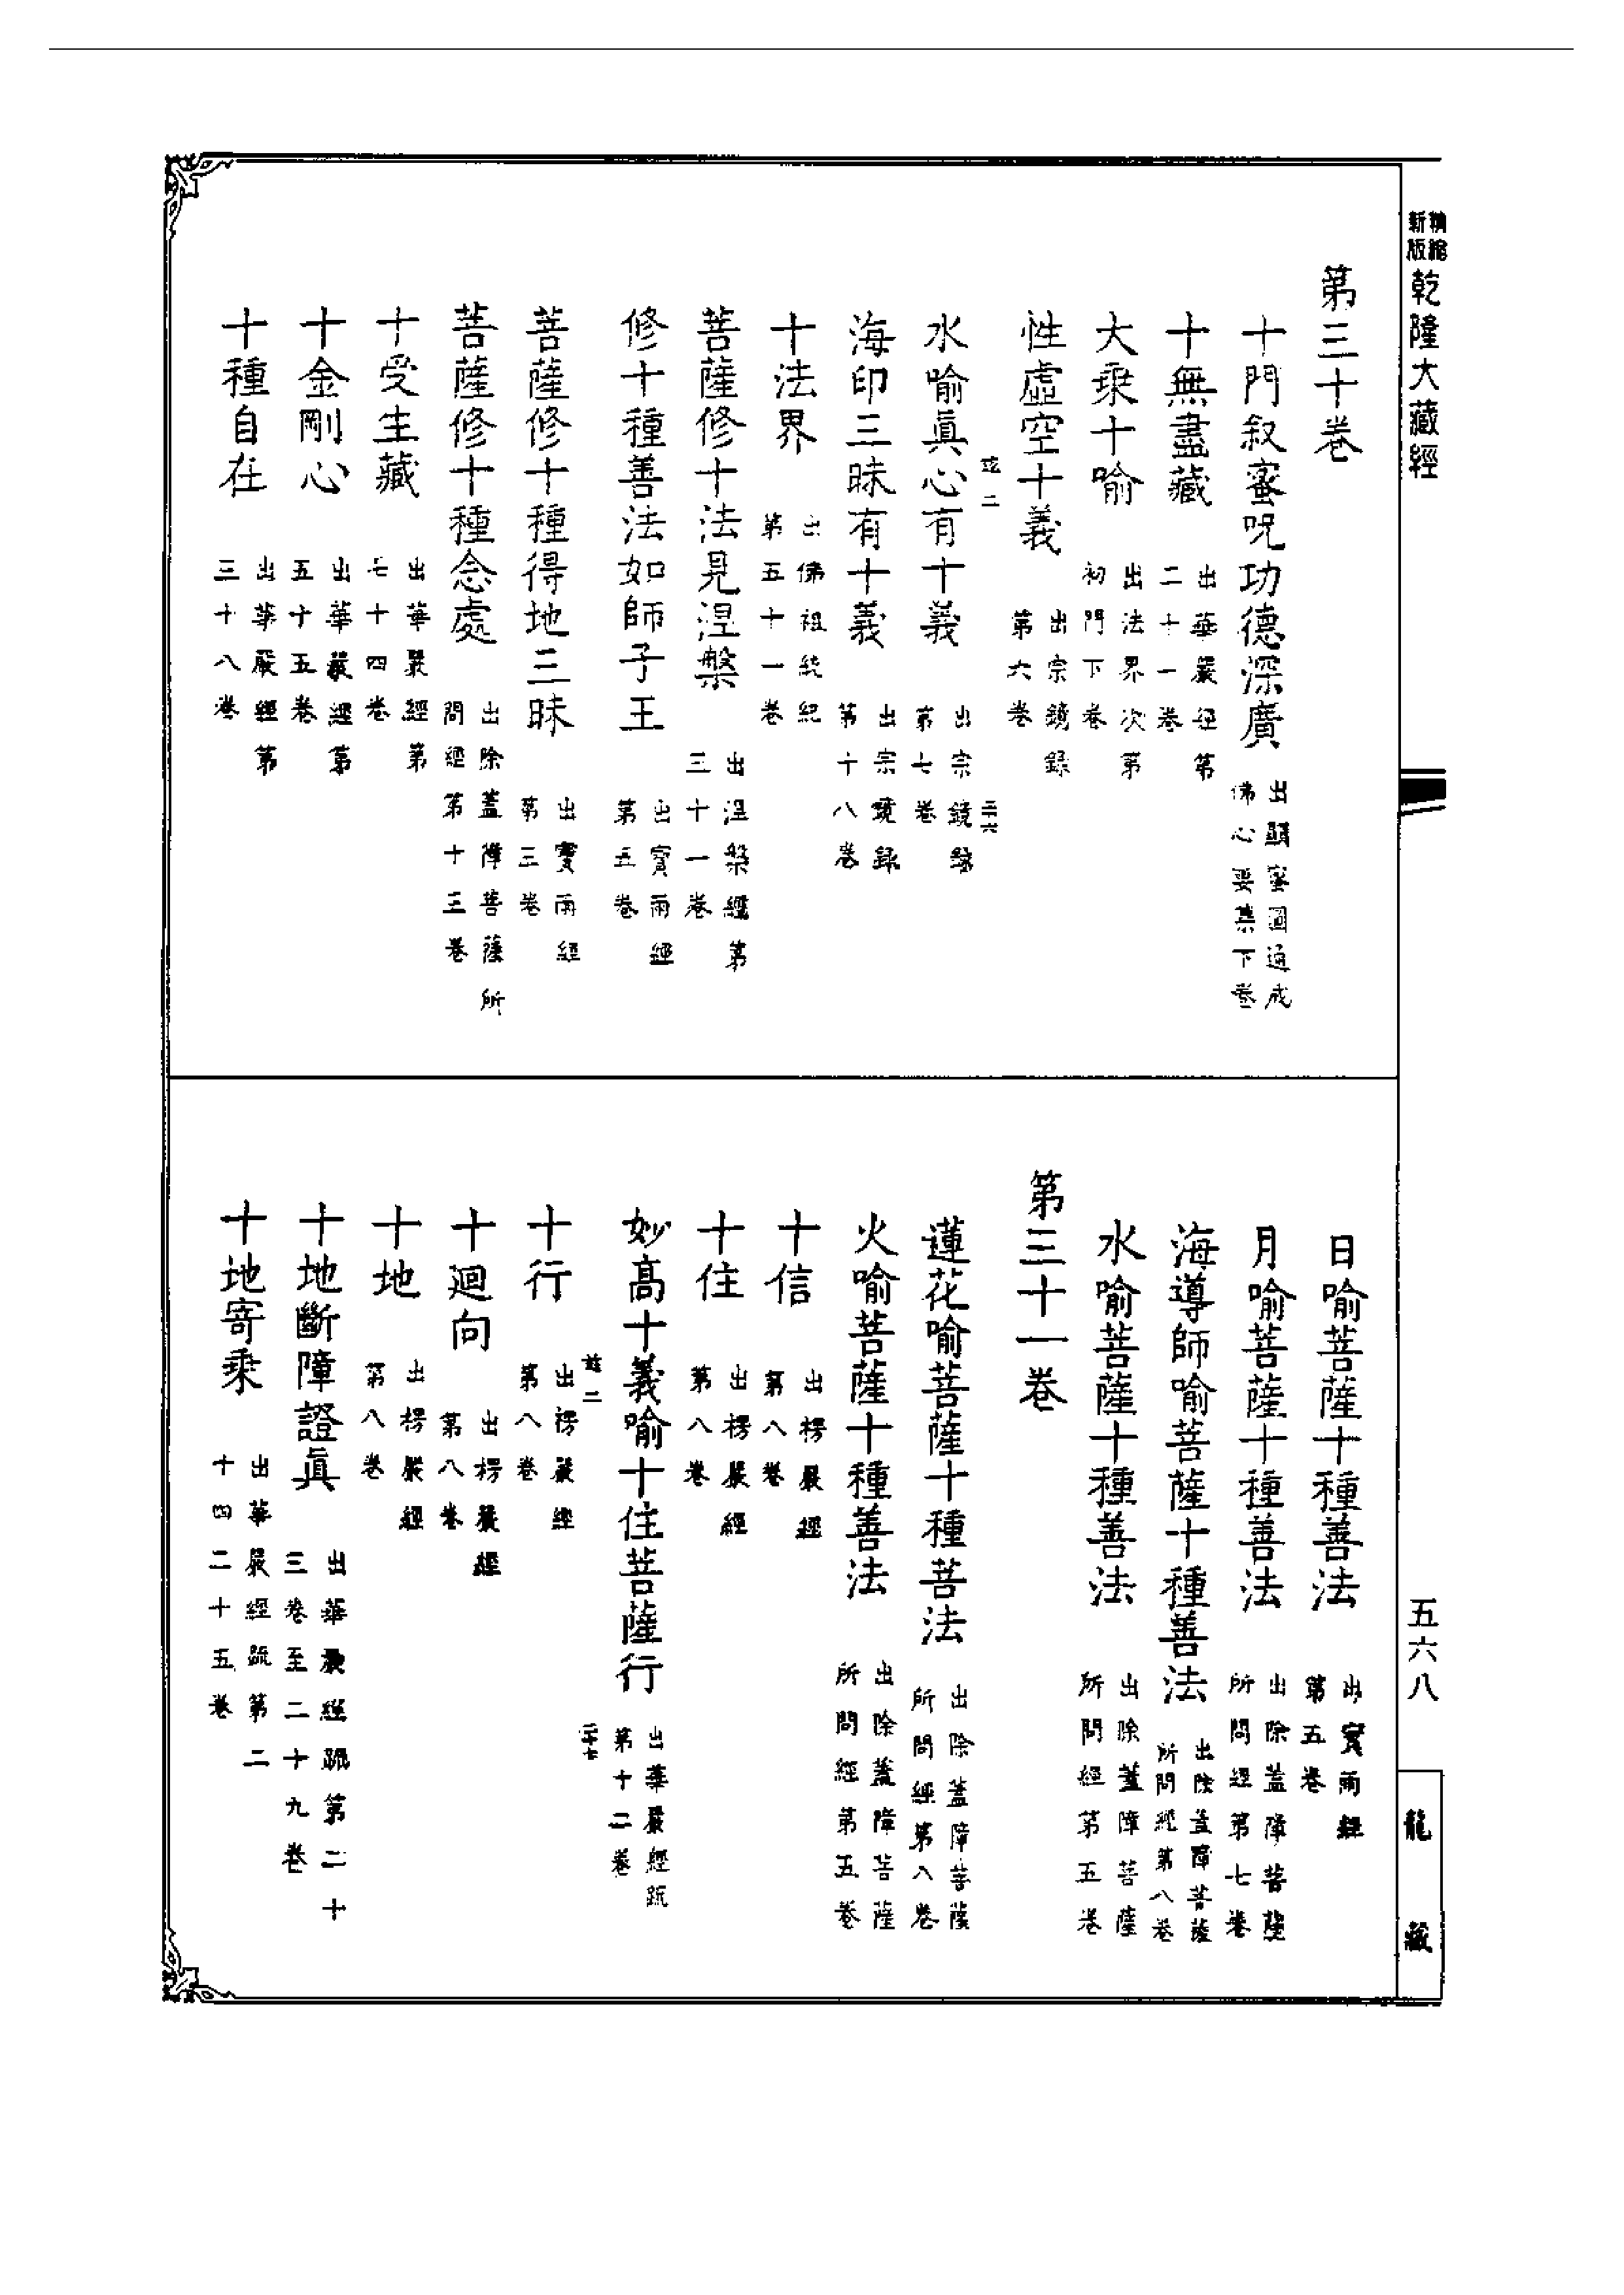 新版
精縮
乾隆大藏經
第三十卷
十門叙蜜呪功德深廣 出顯蜜圓通成佛心要集下卷
十無盡藏 出華嚴經第二十一卷
大乘十喻 出法界次第初門下卷
性虛空十義 出宗鏡録第六卷
茲二
二六
水喻眞心有十義 出宗鏡録第七卷
海印三昧有十義 出宗鏡録第十八卷
十法界 出佛祖統紀第五十一卷
菩薩修十法見涅槃 出涅槃經第三十一卷
修十種善法如師子王 出寶雨經第五卷
菩薩修十種得地三昧 出寶雨經第三卷
菩薩修十種念處 出除蓋障菩薩所問經第十三卷
十受生藏 出華嚴經第七十四卷
十金剛心 出華嚴經第五十五卷
十種自在 出華嚴經第三十八卷
日喻菩薩十種善法 出寶雨經第五卷
月喻菩薩十種善法 出除蓋障菩薩所問經第七卷
海導師喻菩薩十種善法 出除蓋障菩薩所問經第八卷
水喻菩薩十種善法 出除蓋障菩薩所問經第五卷
第三十一卷
蓮花喻菩薩十種善法 出除蓋障菩薩所問經第八卷
火喻菩薩十種善法 出除蓋障菩薩所問經第五卷
十信 出楞嚴經第八卷
十住 出楞嚴經第八卷
妙高十義喻十住菩薩行 出華嚴經疏第十二卷
茲二
二七
十行 出楞嚴經第八卷
十迴向 出楞嚴經第八卷
十地 出楞嚴經第八卷
十地斷障證眞 出華嚴經疏第二十三卷至二十九卷
十地寄乘 出華嚴經疏第二十四二十五卷
五六八
龍藏